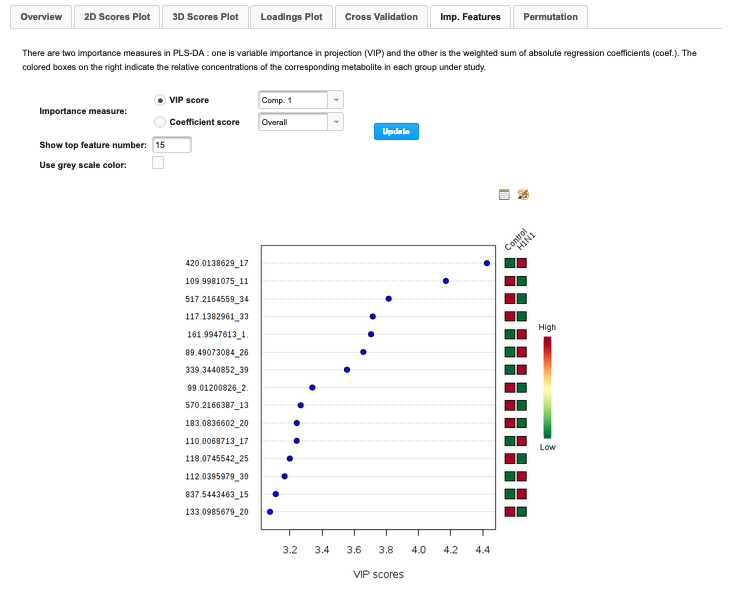 Overview 2D Scores Plot 3D Scores Plot Loadings Plot Cross Validation Imp. Features Permutation
There are two importance measures in PLS-DA : one is variable importance in projection (VIP) and the other is the weighted sum of absolute regression coefficients (coef.). The
colored boxes on the right indicate the relative concentrations of the corresponding metabolite in each group under study.
Importance measure:
VIP score Comp. 1
Coefficient score Overall
Update
Show top feature number: 15
Use grey scale color:
Control
H1N1
420.0138629_17
109.9981075_11
517.2164559_34
117.1382961_33
161.9947613_1.
89.49073084_26
339.3440852_39
99.01200826_2.
570.2166387_13
183.0836602_20
110.0068713_17
118.0745542_25
112.0395979_30
837.5443463_15
133.0985679_20
High
Low
3.2 3.4 3.6 3.8 4.0 4.2 4.4
VIP scores